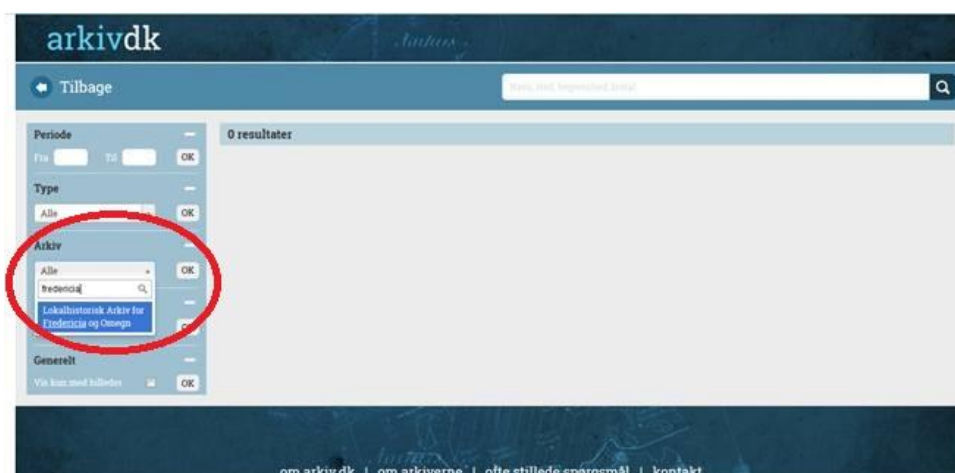 arkivdk
Tilbage
Periode
Fra
Til
OK
0 resultater
Type
Alle
OK
Arkiv
Alle
OK
fredericia
Lokalhistorisk Arkiv for
Fredericia og Omegn
Generelt
Vis kun med billeder
OK
om arkiv.dk | om arkiverne | ofte stillede spørgsmål | kontakt